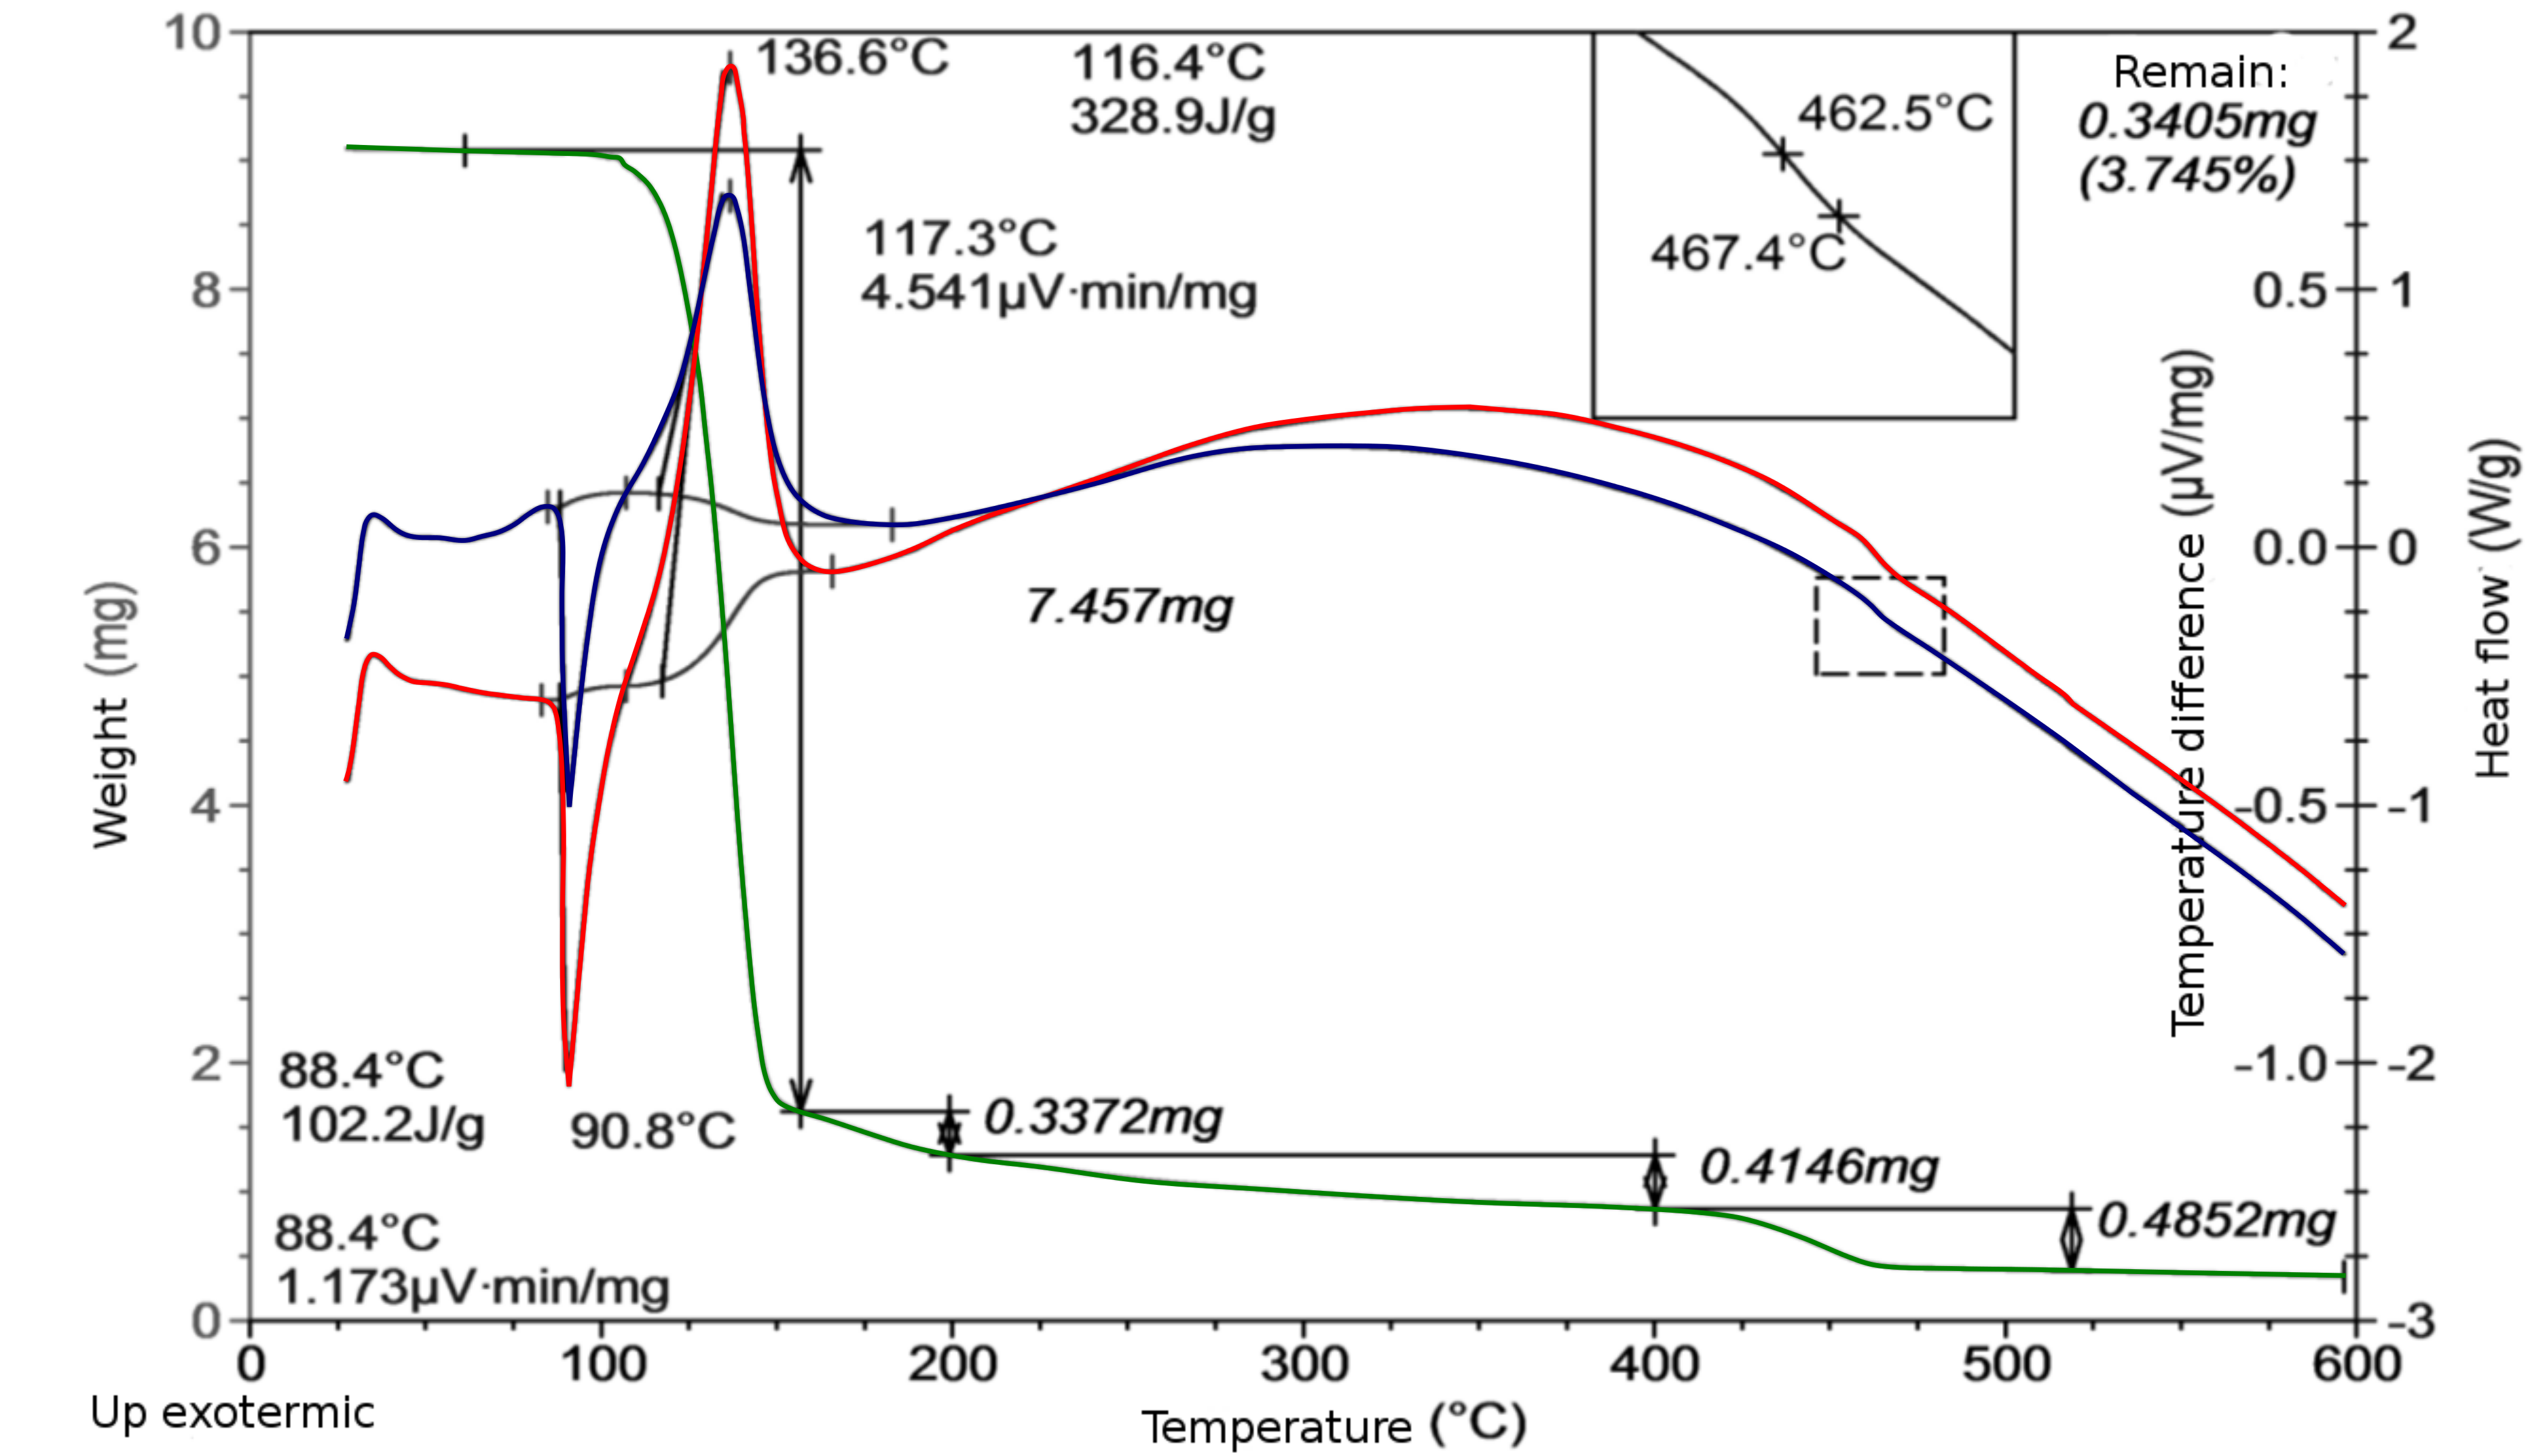 10
8
6
4
2
0
Weight (mg)
136.6°C
116.4°C
328.9J/g
117.3°C
4.541µV·min/mg
462.5°C
467.4°C
Remain:
0.3405mg
(3.745%)
7.457mg
88.4°C
102.2J/g
90.8°C
88.4°C
1.173µV·min/mg
0.3372mg
0.4146mg
0.4852mg
0.5
0.0
-0.5
-1.0
Temperature difference (µV/mg)
2
1
0
-1
-2
-3
Heat flow (W/g)
0 100 200 300 400 500 600
Up exotermic
Temperature (°C)